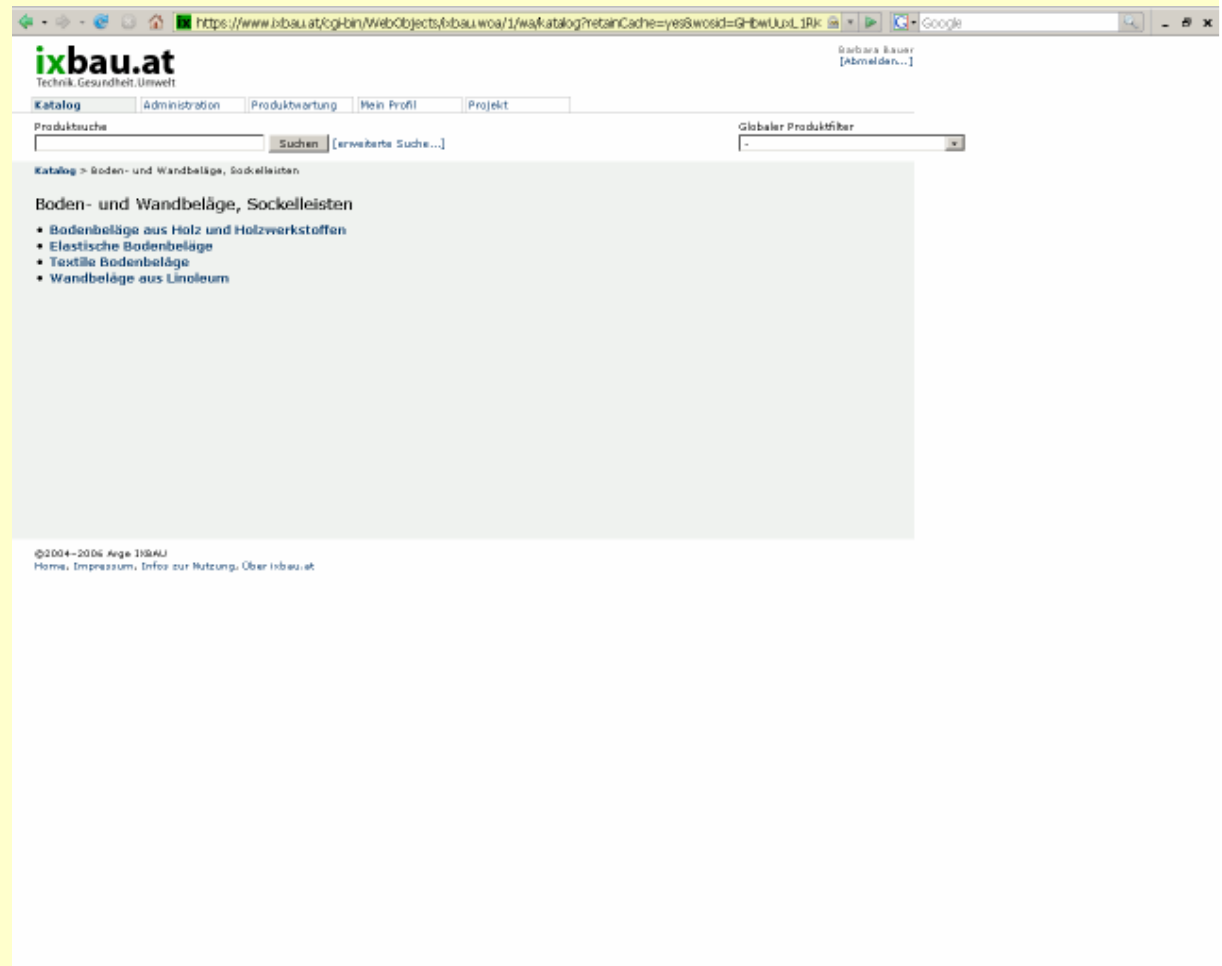 https://www.ixbau.at/cgi-bin/WebObjects/ixbau.woa/1/wa/katalog?retainCache=yes&wosid=GHbwUuxL1RK Google
ixbau.at
Technik.Gesundheit.Umwelt
Barbara Bauer
[Abmelden...]
Katalog Administration Produktwartung Mein Profil Projekt
Produktsuche Globaler Produktfilter
Suchen [erweiterte Suche...] -
Katalog > Boden- und Wandbeläge, Sockelleisten
Boden- und Wandbeläge, Sockelleisten
• Bodenbeläge aus Holz und Holzwerkstoffen
• Elastische Bodenbeläge
• Textile Bodenbeläge
• Wandbeläge aus Linoleum
©2004-2006 Arge IXBAU
Home, Impressum, Infos zur Nutzung, Über ixbau.at